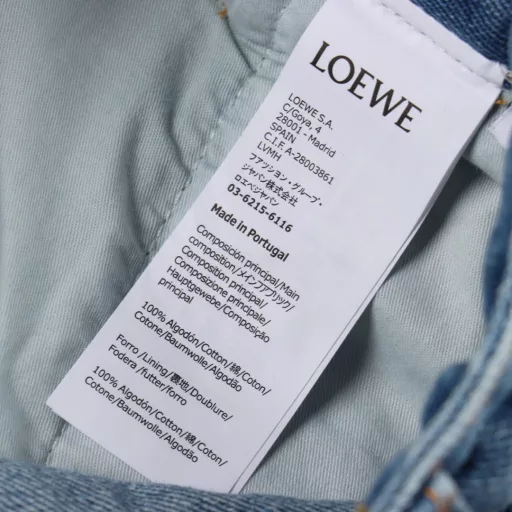 LOEWE
LOEWE S.A.
C/Goya, 4
28001 - Madrid
SPAIN
C.I.F. A-28003861
LVMH
フアッション・グループ・
ジャパン株式会社
ロエベジャパン
03-6215-6116
Made in Portugal
Composición principal/Main
composition/メインファブリック/
Composition principal/
Composizione principale/
Hauptgewebe/Composição
principal
100% Algodón/Cotton/綿/Coton/
Cotone/Baumwolle/Algodão
Forro/Lining/裏地/Doublure/
Fodera/futter/forro
100% Algodón/Cotton/綿/Coton/
Cotone/Baumwolle/Algodão